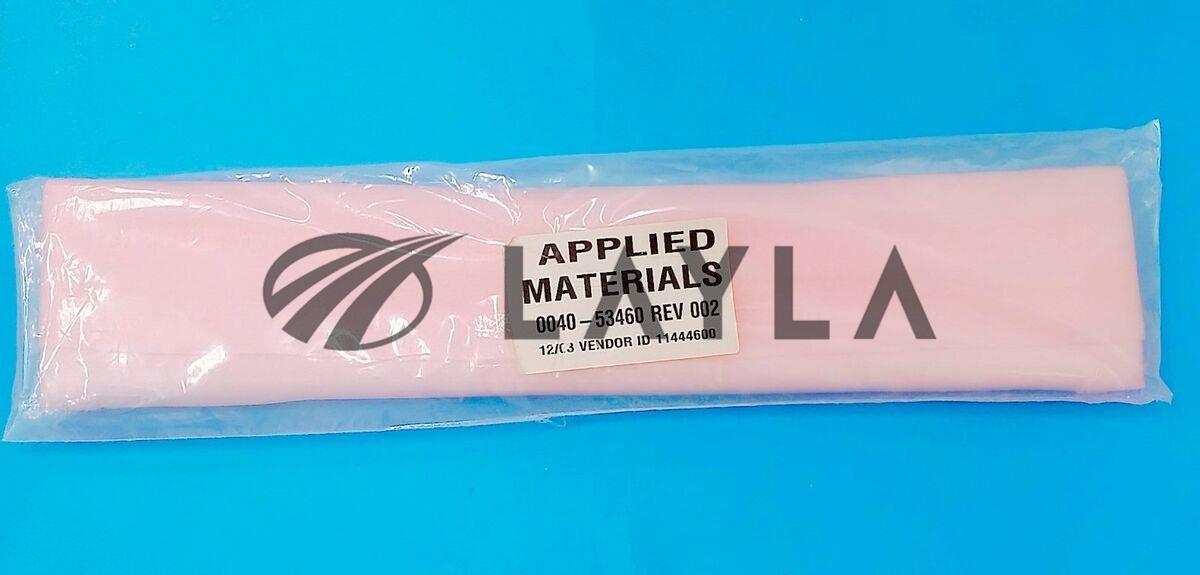 APPLIED
MATERIALS
LAYLA
0040-53460 REV 002
VENDOR ID 11444600